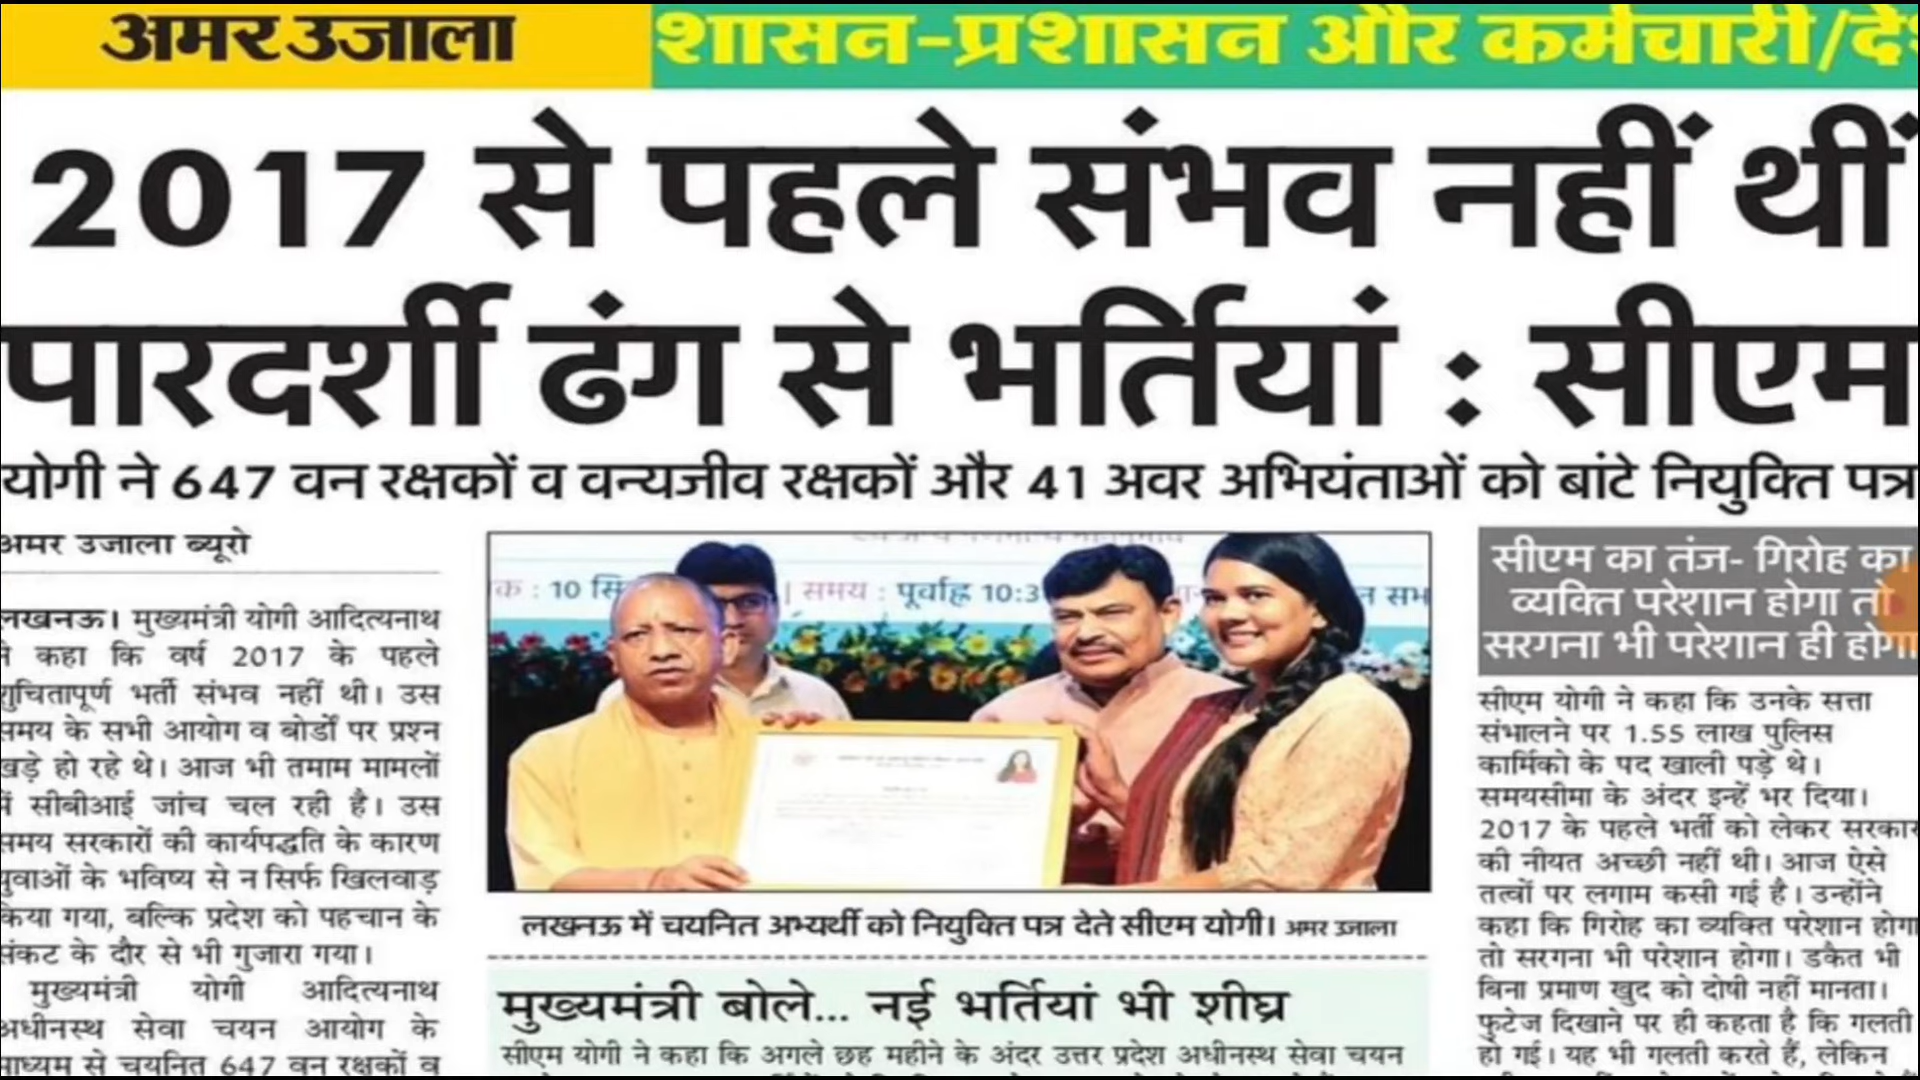 अमर उजाला
शासन-प्रशासन और कर्मचारी/
2017 से पहले संभव नहीं थीं
पारदर्शी ढंग से भर्तियां : सीएम
योगी ने 647 वन रक्षकों व वन्यजीव रक्षकों और 41 अवर अभियंताओं को बांटे नियुक्ति पत्र
अमर उजाला ब्यूरो
लखनऊ। मुख्यमंत्री योगी आदित्यनाथ
ने कहा कि वर्ष 2017 के पहले
शुचितापूर्ण भर्ती संभव नहीं थी। उस
समय के सभी आयोग व बोर्डों पर प्रश्न
खड़े हो रहे थे। आज भी तमाम मामलों
में सीबीआई जांच चल रही है। उस
समय सरकारों की कार्यपद्धति के कारण
युवाओं के भविष्य से न सिर्फ खिलवाड़
किया गया, बल्कि प्रदेश को पहचान के
संकट के दौर से भी गुजारा गया।
मुख्यमंत्री योगी आदित्यनाथ
अधीनस्थ सेवा चयन आयोग के
माध्यम से चयनित 647 वन रक्षकों व
: 10 | समय : पूर्वाह्न 10:3
लखनऊ में चयनित अभ्यर्थी को नियुक्ति पत्र देते सीएम योगी। अमर उजाला
मुख्यमंत्री बोले... नई भर्तियां भी शीघ्र
सीएम योगी ने कहा कि अगले छह महीने के अंदर उत्तर प्रदेश अधीनस्थ सेवा चयन
सीएम का तंज- गिरोह का
व्यक्ति परेशान होगा तो
सरगना भी परेशान ही होगा
सीएम योगी ने कहा कि उनके सत्ता
संभालने पर 1.55 लाख पुलिस
कार्मिको के पद खाली पड़े थे।
समयसीमा के अंदर इन्हें भर दिया।
2017 के पहले भर्ती को लेकर सरकार
की नीयत अच्छी नहीं थी। आज ऐसे
तत्वों पर लगाम कसी गई है। उन्होंने
कहा कि गिरोह का व्यक्ति परेशान होगा
तो सरगना भी परेशान होगा। डकैत भी
बिना प्रमाण खुद को दोषी नहीं मानता।
फुटेज दिखाने पर ही कहता है कि गलती
हो गई। यह भी गलती करते हैं, लेकिन